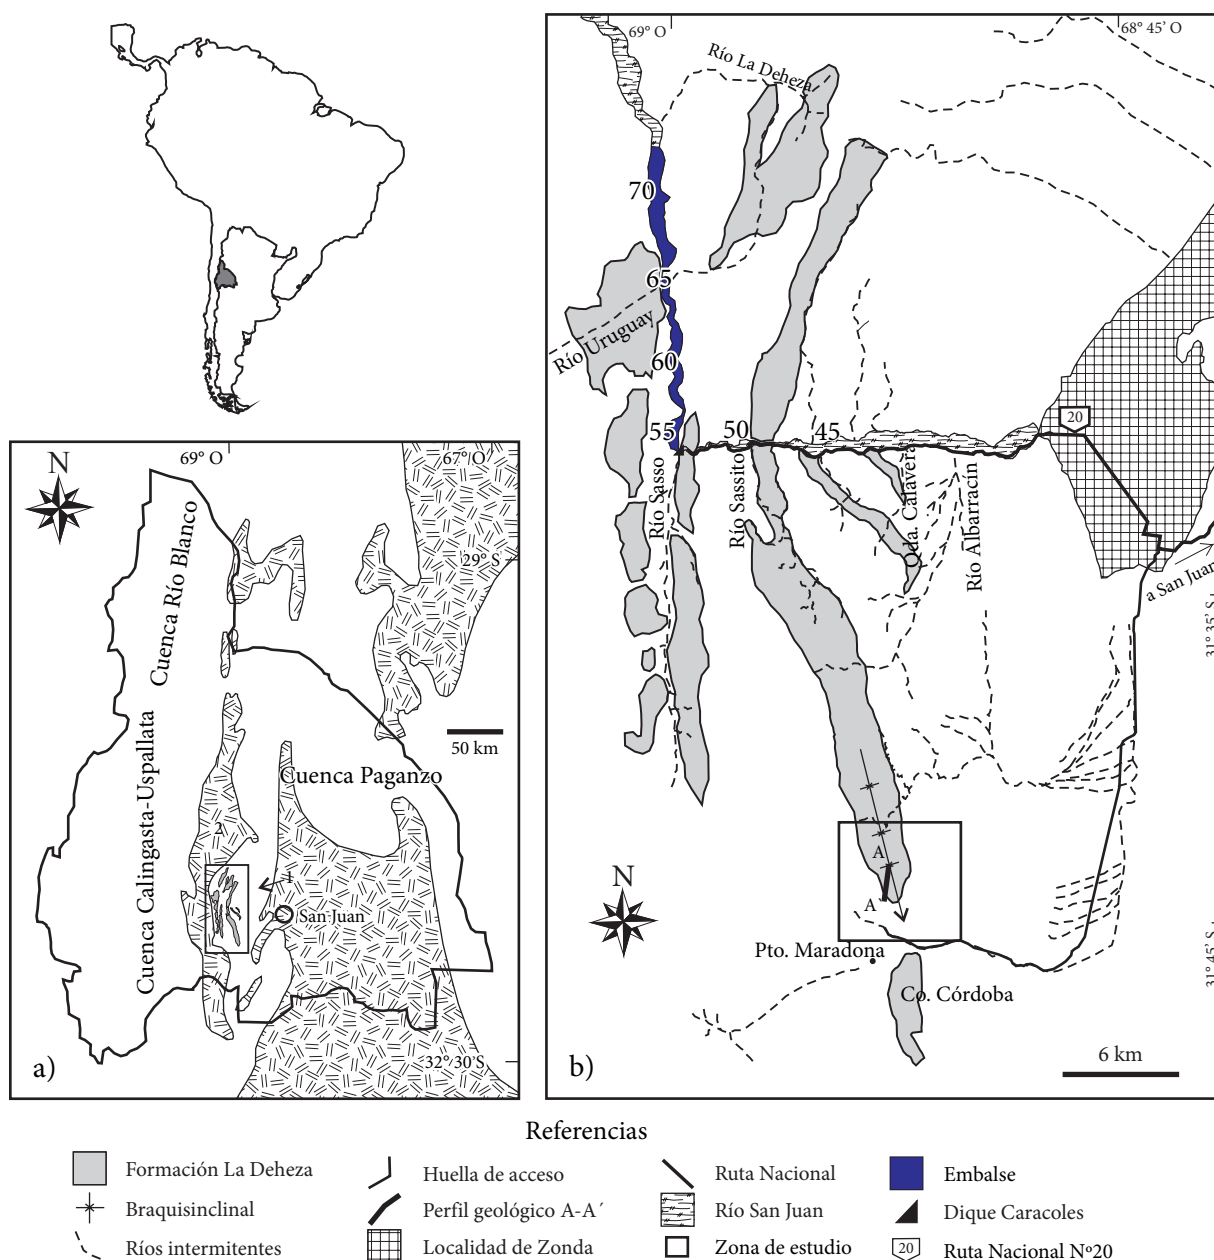 69° O
67° O
N
Cuenca Río Blanco
29° S
Cuenca Calingasta-Uspallata
50 km
Cuenca Paganzo
2
1
San Juan
32° 30'S
a)
69° O
68° 45' O
Río La Deheza
70
65
Río Uruguay
60
55
50
45
20
Río Sasso
Río Sassito
Qda. Calavera
Río Albarracín
a San Juan
31° 35' S
A
A
N
Pto. Maradona
31° 45' S
Co. Córdoba
6 km
b)
Referencias
Formación La Deheza
Huella de acceso
Ruta Nacional
Embalse
Braquisinclinal
Perfil geológico A-A´
Río San Juan
Dique Caracoles
Ríos intermitentes
Localidad de Zonda
Zona de estudio
20
Ruta Nacional Nº20